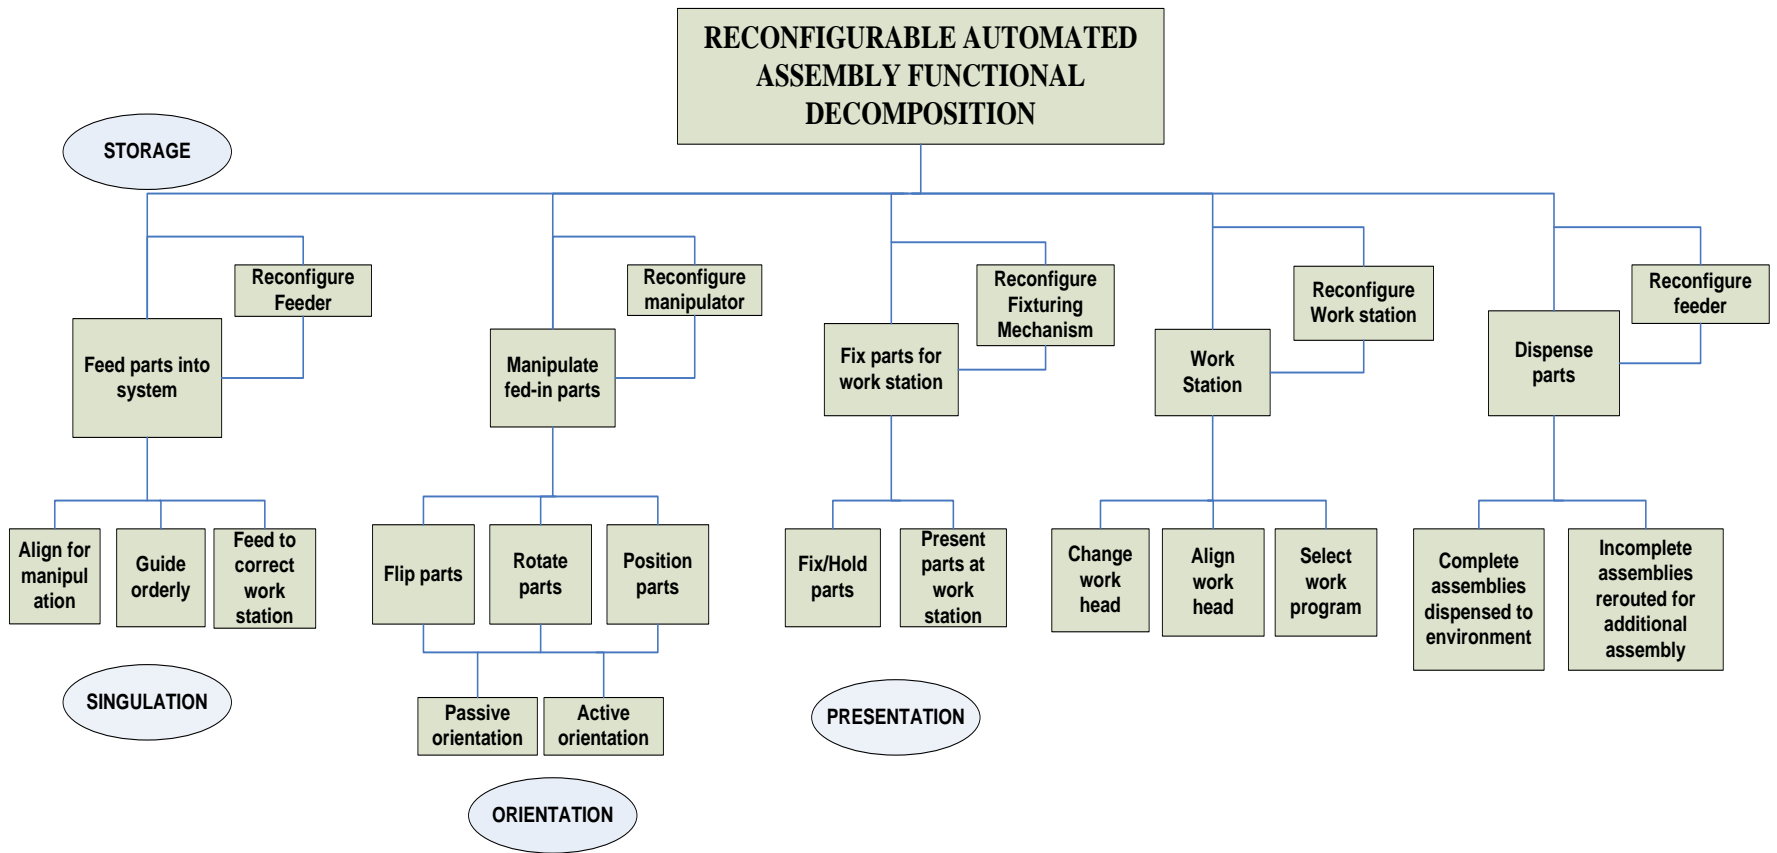 RECONFIGURABLE AUTOMATED
ASSEMBLY FUNCTIONAL
DECOMPOSITION
STORAGE
Reconfigure
Feeder
Feed parts into
system
Reconfigure
manipulator
Manipulate
fed-in parts
Reconfigure
Fixturing
Mechanism
Fix parts for
work station
Reconfigure
Work station
Work
Station
Reconfigure
feeder
Dispense
parts
Align for
manipul
ation
Guide
orderly
Feed to
correct
work
station
Flip parts
Rotate
parts
Position
parts
Fix/Hold
parts
Present
parts at
work
station
Change
work
head
Align
work
head
Select
work
program
Complete
assemblies
dispensed to
environment
Incomplete
assemblies
rerouted for
additional
assembly
SINGULATION
Passive
orientation
Active
orientation
PRESENTATION
ORIENTATION